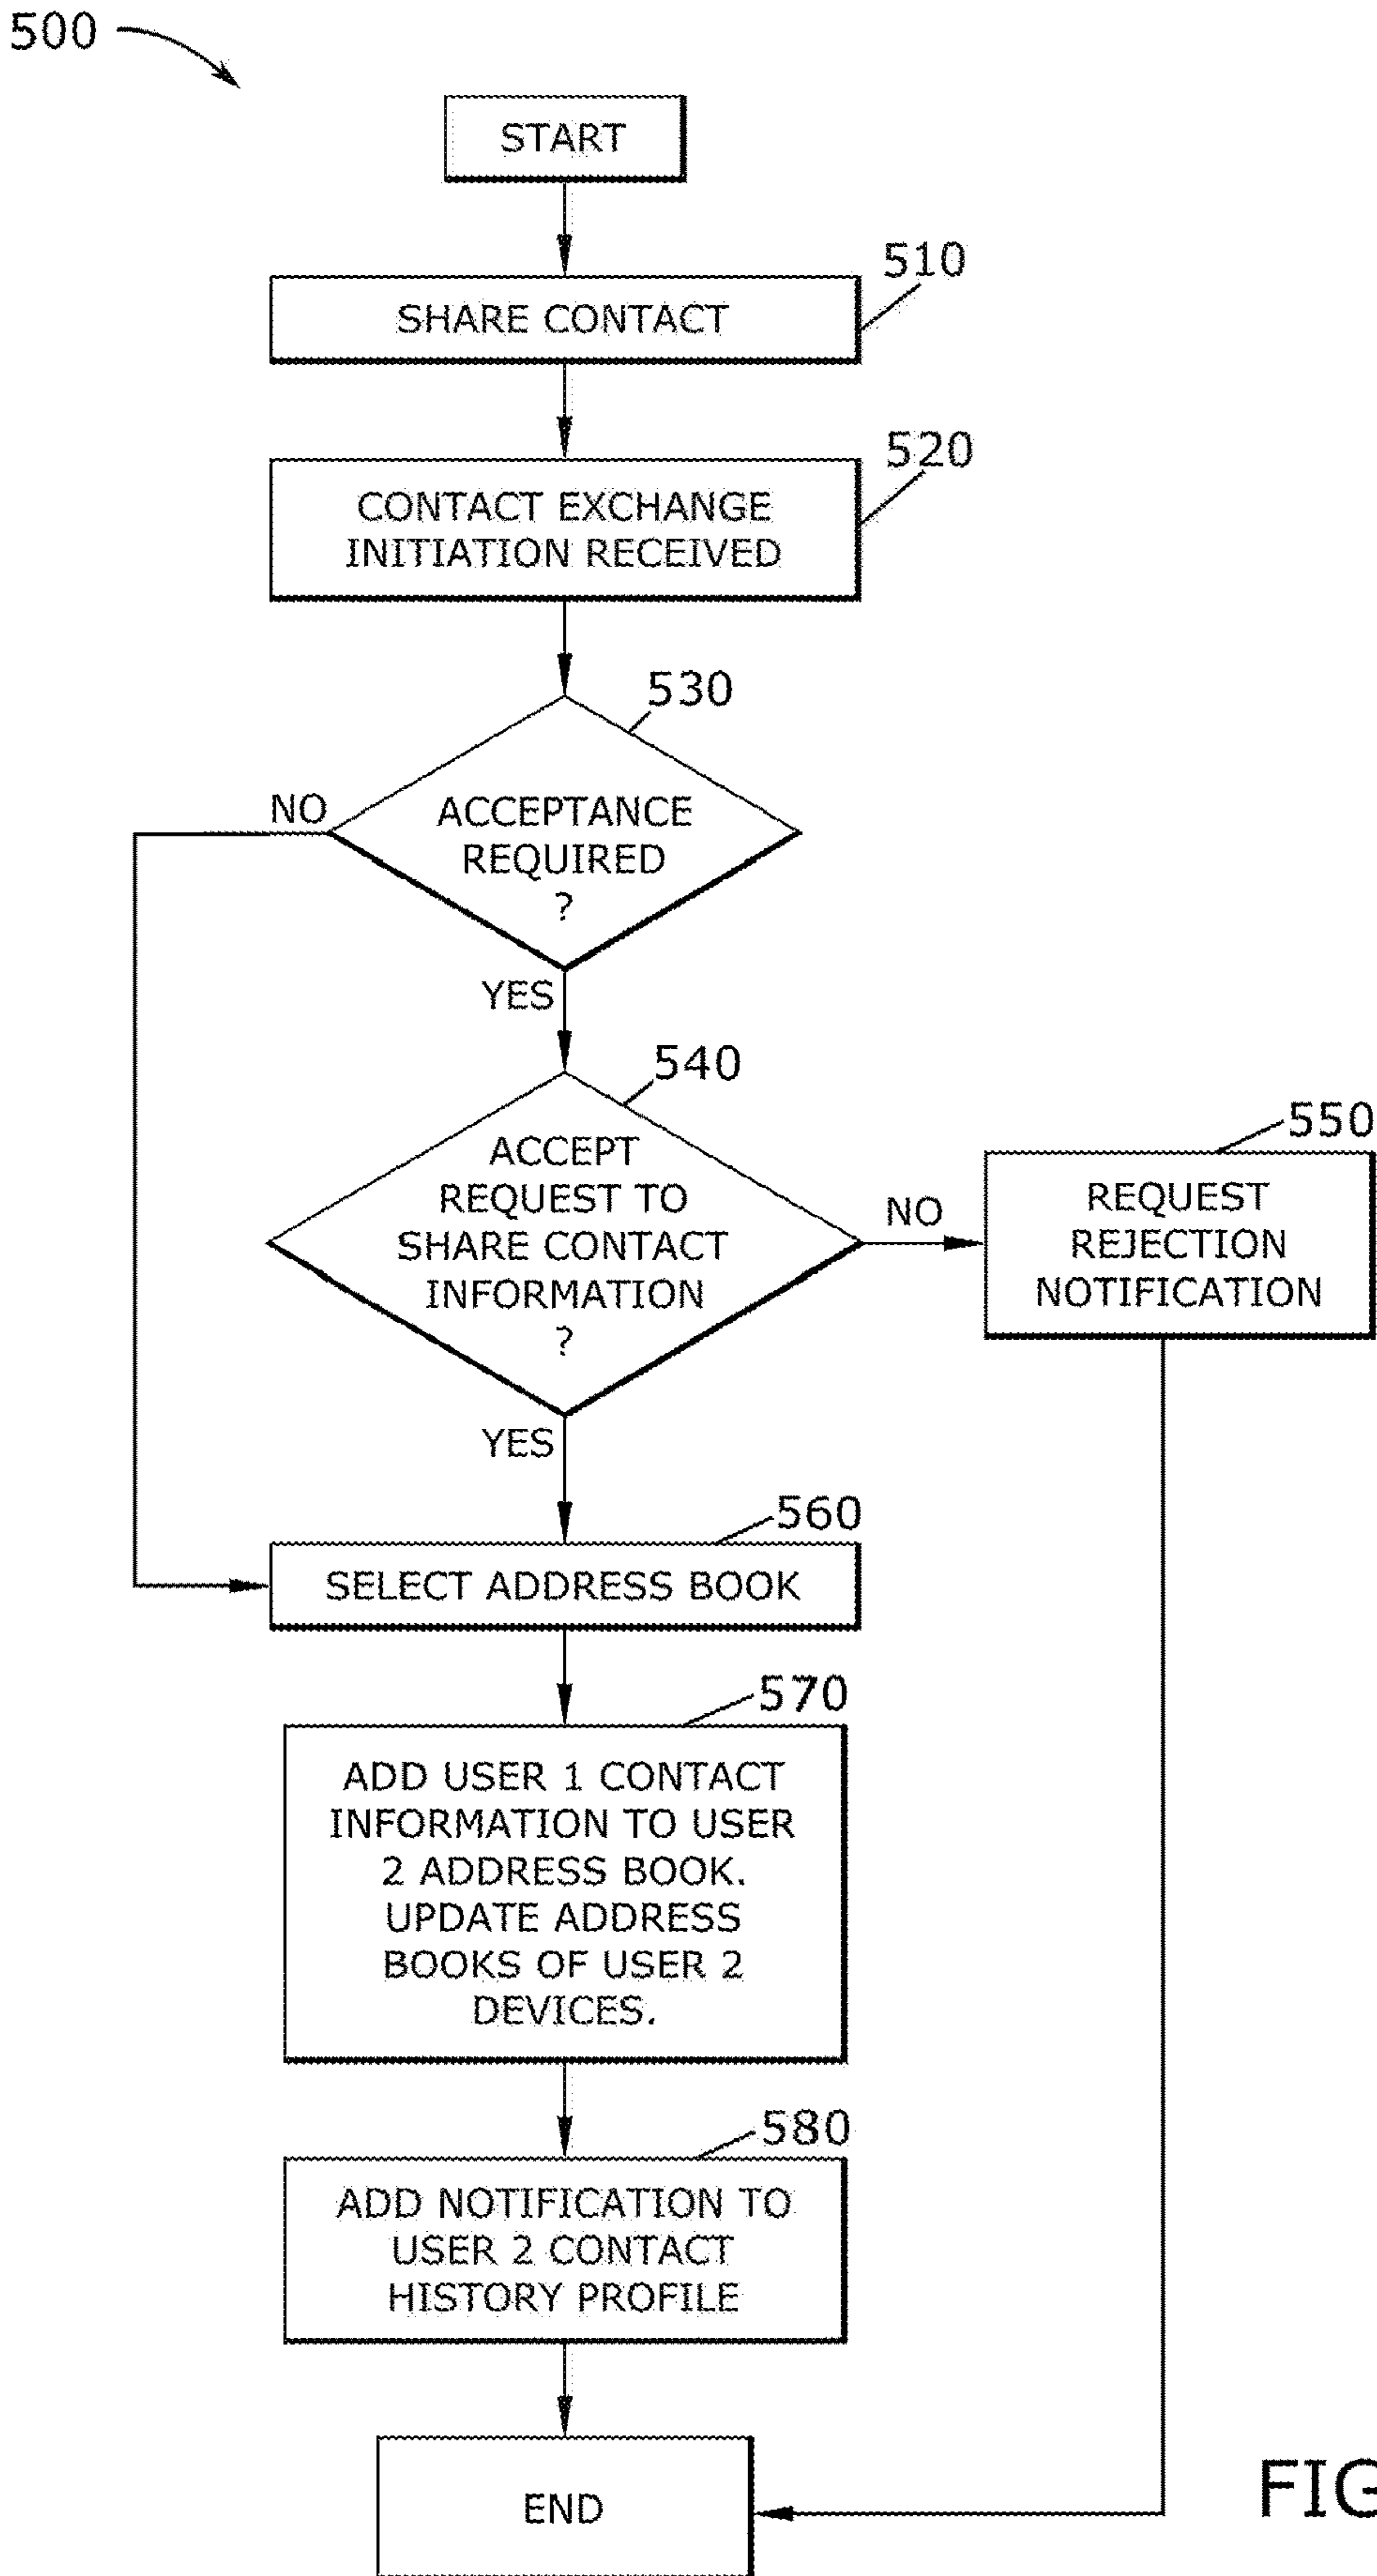 500
START
510
SHARE CONTACT
520
CONTACT EXCHANGE
INITIATION RECEIVED
530
NO
ACCEPTANCE
REQUIRED
?
YES
540
ACCEPT
REQUEST TO
SHARE CONTACT
INFORMATION
?
NO
550
REQUEST
REJECTION
NOTIFICATION
YES
560
SELECT ADDRESS BOOK
570
ADD USER 1 CONTACT
INFORMATION TO USER
2 ADDRESS BOOK.
UPDATE ADDRESS
BOOKS OF USER 2
DEVICES.
580
ADD NOTIFICATION TO
USER 2 CONTACT
HISTORY PROFILE
END
FIG